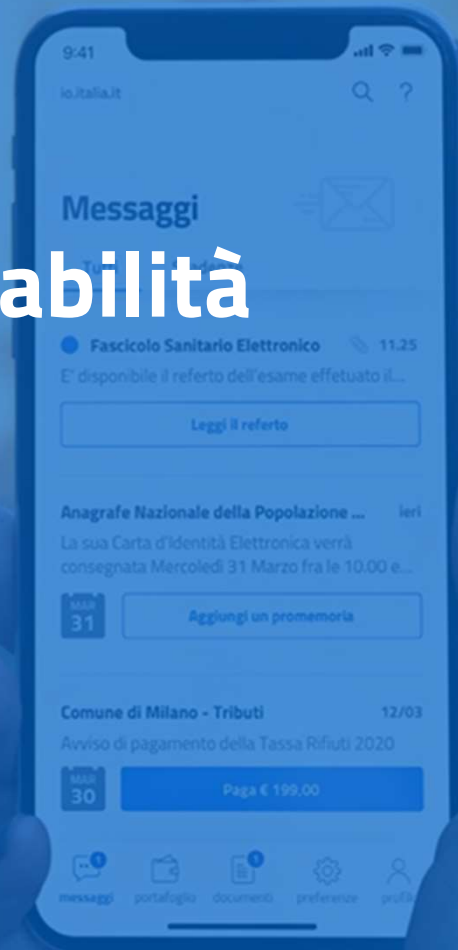 9:41
io.italia.it
?
Messaggi
abilità
Fascicolo Sanitario Elettronico 11.25
E' disponibile il referto dell'esame effetuato il...
Leggi il referto
Anagrafe Nazionale della Popolazione ... ieri
La sua Carta d'Identità Elettronica verrà
consegnata Mercoledì 31 Marzo fra le 10.00 e...
MAR
31
Aggiungi un promemoria
Comune di Milano - Tributi 12/03
Avviso di pagamento della Tassa Rifiuti 2020
MAR
30
Paga € 199,00
1
1
messaggi portafoglio documenti preferenze